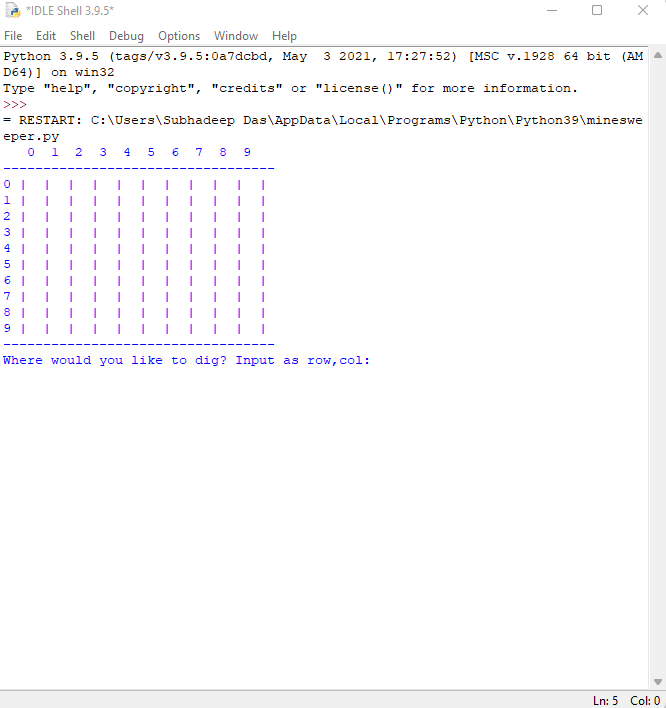 *IDLE Shell 3.9.5*
File Edit Shell Debug Options Window Help
Python 3.9.5 (tags/v3.9.5:0a7dcbd, May  3 2021, 17:27:52) [MSC v.1928 64 bit (AM
D64)] on win32
Type "help", "copyright", "credits" or "license()" for more information.
>>>
= RESTART: C:\Users\Subhadeep Das\AppData\Local\Programs\Python\Python39\mineswe
eper.py
   0  1  2  3  4  5  6  7  8  9
----------------------------------
0 |  |  |  |  |  |  |  |  |  |  |
1 |  |  |  |  |  |  |  |  |  |  |
2 |  |  |  |  |  |  |  |  |  |  |
3 |  |  |  |  |  |  |  |  |  |  |
4 |  |  |  |  |  |  |  |  |  |  |
5 |  |  |  |  |  |  |  |  |  |  |
6 |  |  |  |  |  |  |  |  |  |  |
7 |  |  |  |  |  |  |  |  |  |  |
8 |  |  |  |  |  |  |  |  |  |  |
9 |  |  |  |  |  |  |  |  |  |  |
----------------------------------
Where would you like to dig? Input as row,col:
Ln: 5 Col: 0